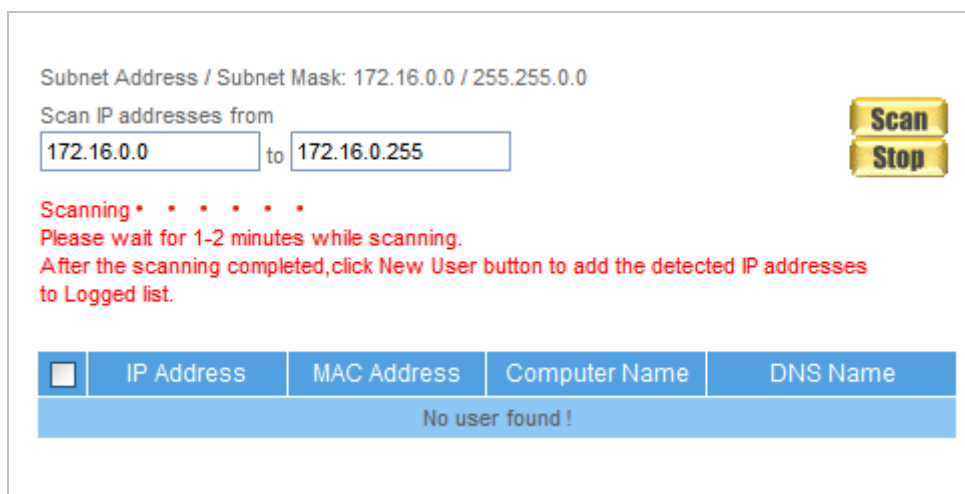 Subnet Address / Subnet Mask: 172.16.0.0 / 255.255.0.0
Scan IP addresses from
172.16.0.0 to 172.16.0.255
Scan
Stop
Scanning • • • • • •
Please wait for 1-2 minutes while scanning.
After the scanning completed,click New User button to add the detected IP addresses
to Logged list.
IP Address MAC Address Computer Name DNS Name
No user found !